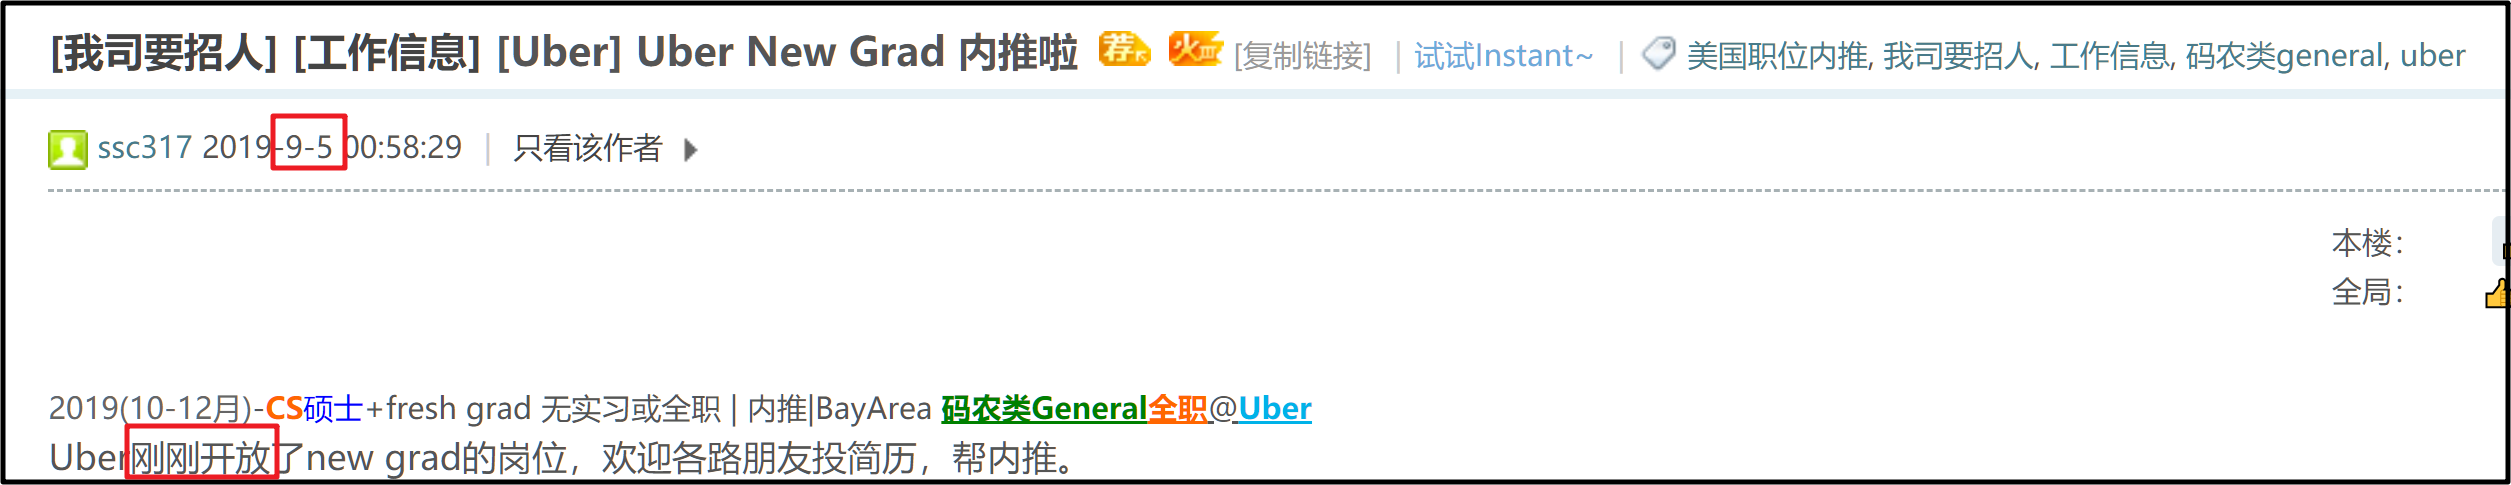 [我司要招人] [工作信息] [Uber] Uber New Grad 内推啦 荐 火III [复制链接] | 试试Instant~ | 美国职位内推, 我司要招人, 工作信息, 码农类general, uber
ssc317 2019-9-5 00:58:29 | 只看该作者
本楼：
全局：
2019(10-12月)-CS硕士+fresh grad 无实习或全职 | 内推|BayArea 码农类General全职@Uber
Uber刚刚开放了new grad的岗位，欢迎各路朋友投简历，帮内推。